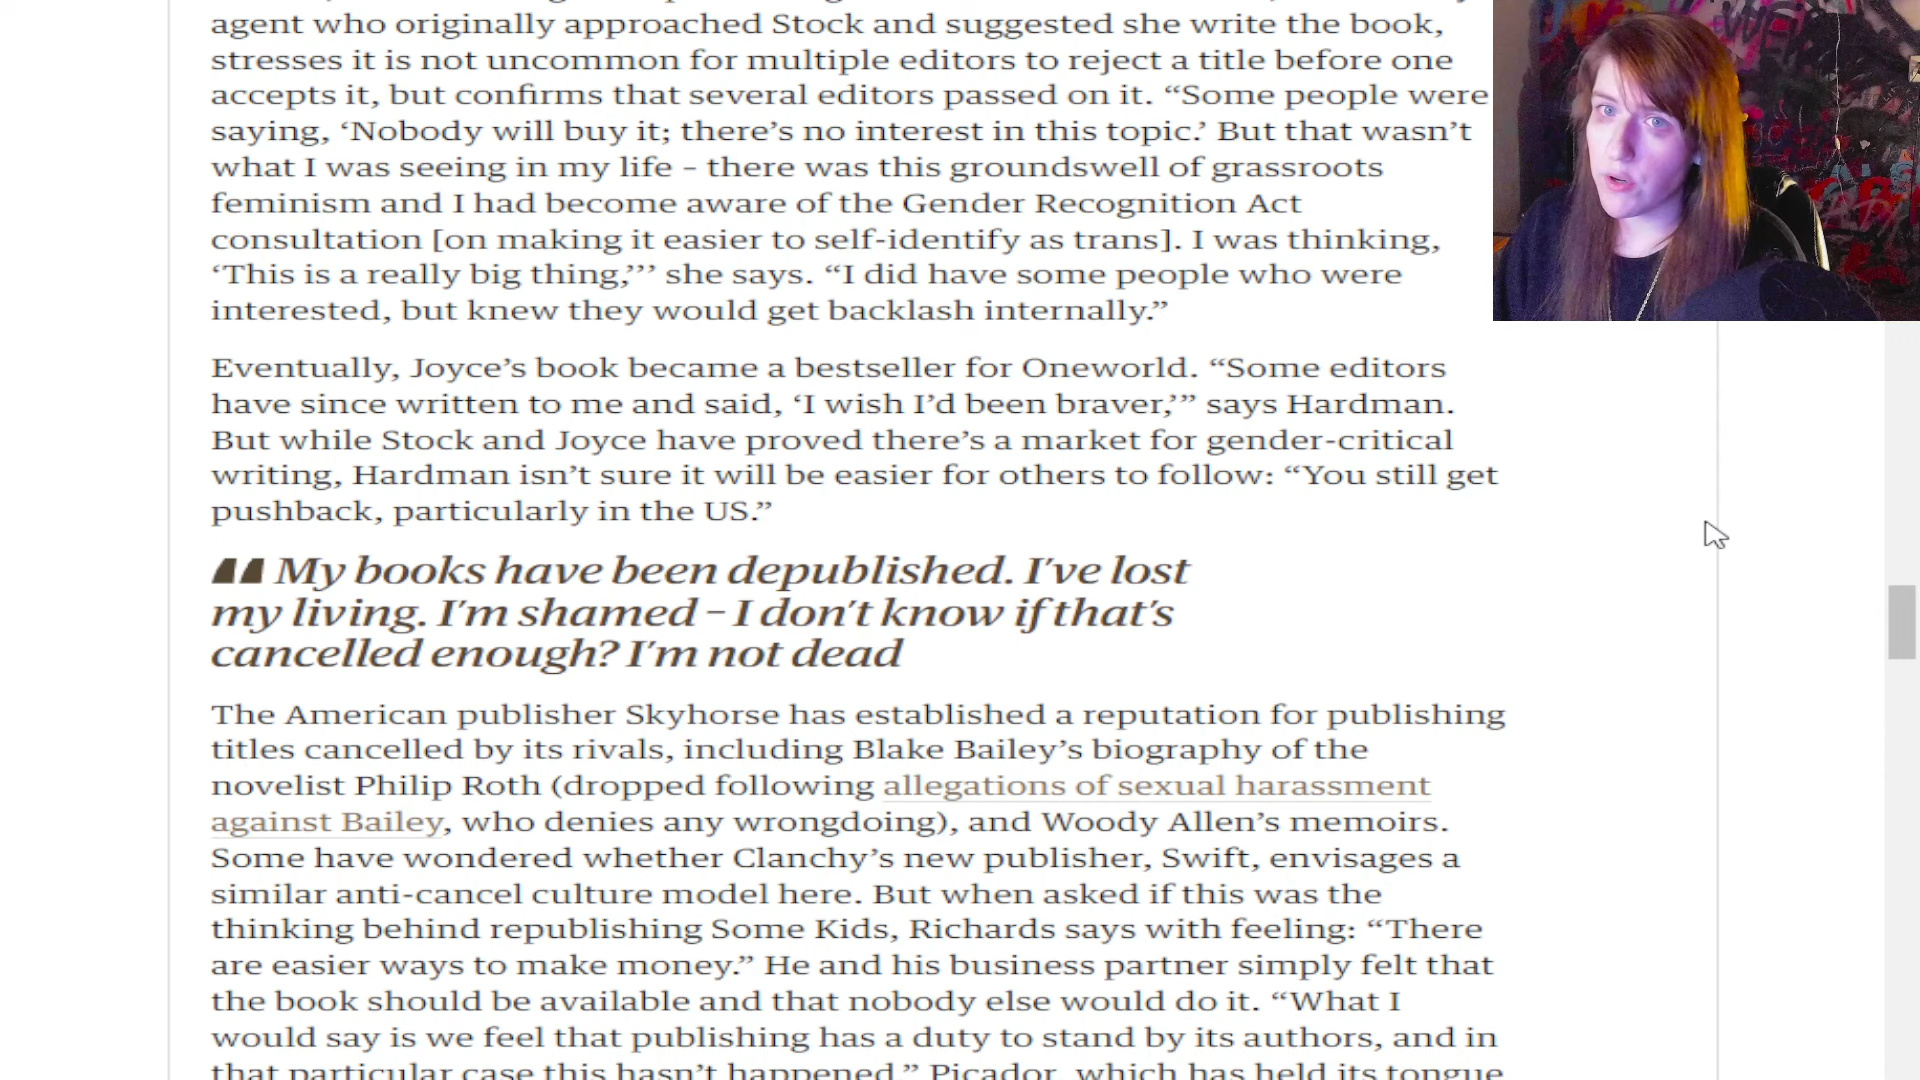 agent who originally approached Stock and suggested she write the book,
stresses it is not uncommon for multiple editors to reject a title before one
accepts it, but confirms that several editors passed on it. “Some people were
saying, ‘Nobody will buy it; there’s no interest in this topic.’ But that wasn’t
what I was seeing in my life – there was this groundswell of grassroots
feminism and I had become aware of the Gender Recognition Act
consultation [on making it easier to self-identify as trans]. I was thinking,
‘This is a really big thing,’’’ she says. “I did have some people who were
interested, but knew they would get backlash internally.”
Eventually, Joyce’s book became a bestseller for Oneworld. “Some editors
have since written to me and said, ‘I wish I’d been braver,’” says Hardman.
But while Stock and Joyce have proved there’s a market for gender-critical
writing, Hardman isn’t sure it will be easier for others to follow: “You still get
pushback, particularly in the US.”
“My books have been depublished. I've lost
my living. I'm shamed – I don't know if that's
cancelled enough? I'm not dead
The American publisher Skyhorse has established a reputation for publishing
titles cancelled by its rivals, including Blake Bailey’s biography of the
novelist Philip Roth (dropped following allegations of sexual harassment
against Bailey, who denies any wrongdoing), and Woody Allen’s memoirs.
Some have wondered whether Clanchy’s new publisher, Swift, envisages a
similar anti-cancel culture model here. But when asked if this was the
thinking behind republishing Some Kids, Richards says with feeling: “There
are easier ways to make money.” He and his business partner simply felt that
the book should be available and that nobody else would do it. “What I
would say is we feel that publishing has a duty to stand by its authors, and in
that particular case this hasn’t happened.” Picador, which has held its tongue